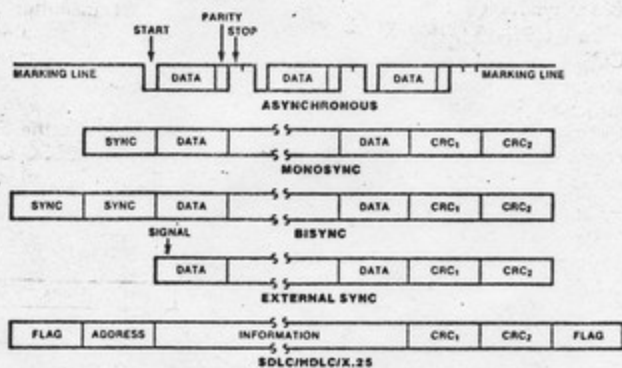 PARITY
START STOP
MARKING LINE DATA DATA DATA MARKING LINE
ASYNCHRONOUS
SYNC DATA DATA CRC₁ CRC₂
MONOSYNC
SYNC SYNC DATA DATA CRC₁ CRC₂
BISYNC
SIGNAL
DATA DATA CRC₁ CRC₂
EXTERNAL SYNC
FLAG ADDRESS INFORMATION CRC₁ CRC₂ FLAG
SDLC/HDLC/X.25